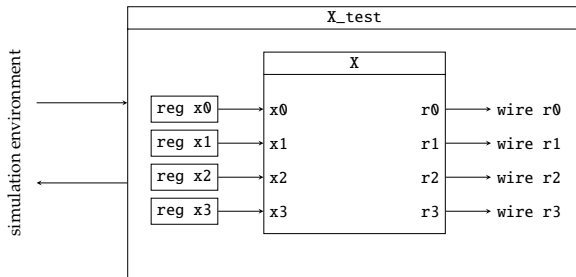 X_test
simulation environment
X
reg x0 x0 r0 wire r0
reg x1 x1 r1 wire r1
reg x2 x2 r2 wire r2
reg x3 x3 r3 wire r3